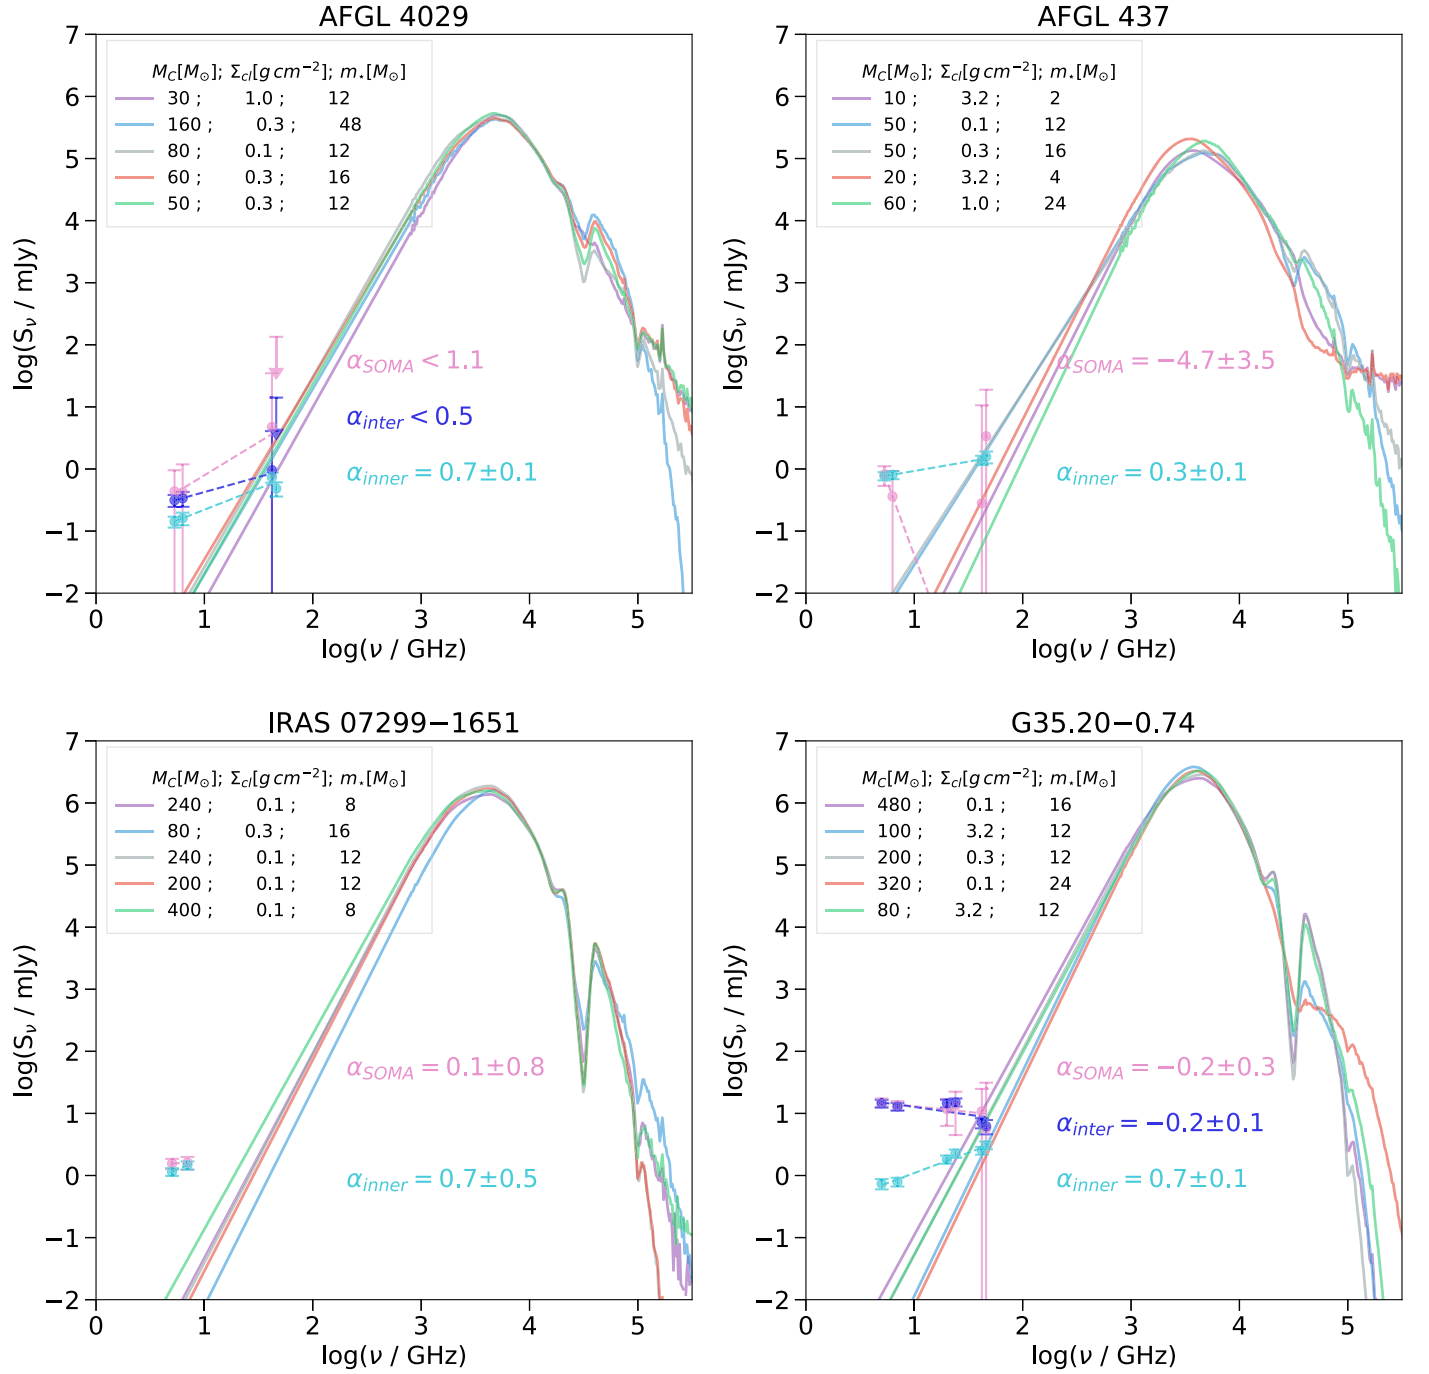 AFGL 4029
M_C[M_⊙]; Σ_cl[g cm⁻²]; m_*[M_⊙]
30 ; 1.0 ; 12
160 ; 0.3 ; 48
80 ; 0.1 ; 12
60 ; 0.3 ; 16
50 ; 0.3 ; 12
α_SOMA < 1.1
α_inter < 0.5
α_inner = 0.7±0.1
log(S_ν / mJy)
7
6
5
4
3
2
1
0
−1
−2
0 1 2 3 4 5
log(ν / GHz)
AFGL 437
M_C[M_⊙]; Σ_cl[g cm⁻²]; m_*[M_⊙]
10 ; 3.2 ; 2
50 ; 0.1 ; 12
50 ; 0.3 ; 16
20 ; 3.2 ; 4
60 ; 1.0 ; 24
α_SOMA = −4.7±3.5
α_inner = 0.3±0.1
log(S_ν / mJy)
7
6
5
4
3
2
1
0
−1
−2
0 1 2 3 4 5
log(ν / GHz)
IRAS 07299−1651
M_C[M_⊙]; Σ_cl[g cm⁻²]; m_*[M_⊙]
240 ; 0.1 ; 8
80 ; 0.3 ; 16
240 ; 0.1 ; 12
200 ; 0.1 ; 12
400 ; 0.1 ; 8
α_SOMA = 0.1±0.8
α_inner = 0.7±0.5
log(S_ν / mJy)
7
6
5
4
3
2
1
0
−1
−2
0 1 2 3 4 5
log(ν / GHz)
G35.20−0.74
M_C[M_⊙]; Σ_cl[g cm⁻²]; m_*[M_⊙]
480 ; 0.1 ; 16
100 ; 3.2 ; 12
200 ; 0.3 ; 12
320 ; 0.1 ; 24
80 ; 3.2 ; 12
α_SOMA = −0.2±0.3
α_inter = −0.2±0.1
α_inner = 0.7±0.1
log(S_ν / mJy)
7
6
5
4
3
2
1
0
−1
−2
0 1 2 3 4 5
log(ν / GHz)